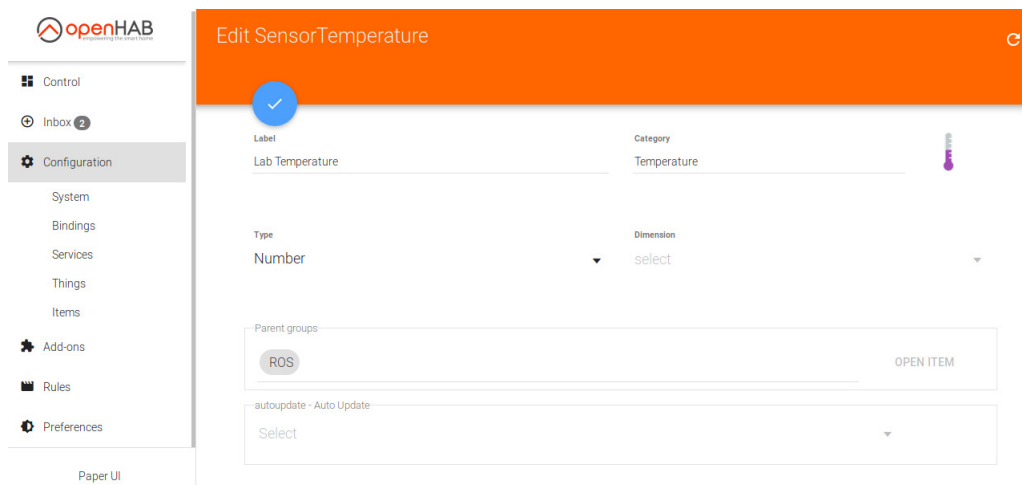 openHAB
empowering the smart home
Control
Inbox 2
Configuration
System
Bindings
Services
Things
Items
Add-ons
Rules
Preferences
Paper UI
Edit SensorTemperature
Label
Lab Temperature
Category
Temperature
Type
Number
Dimension
select
Parent groups
ROS
OPEN ITEM
autoupdate - Auto Update
Select